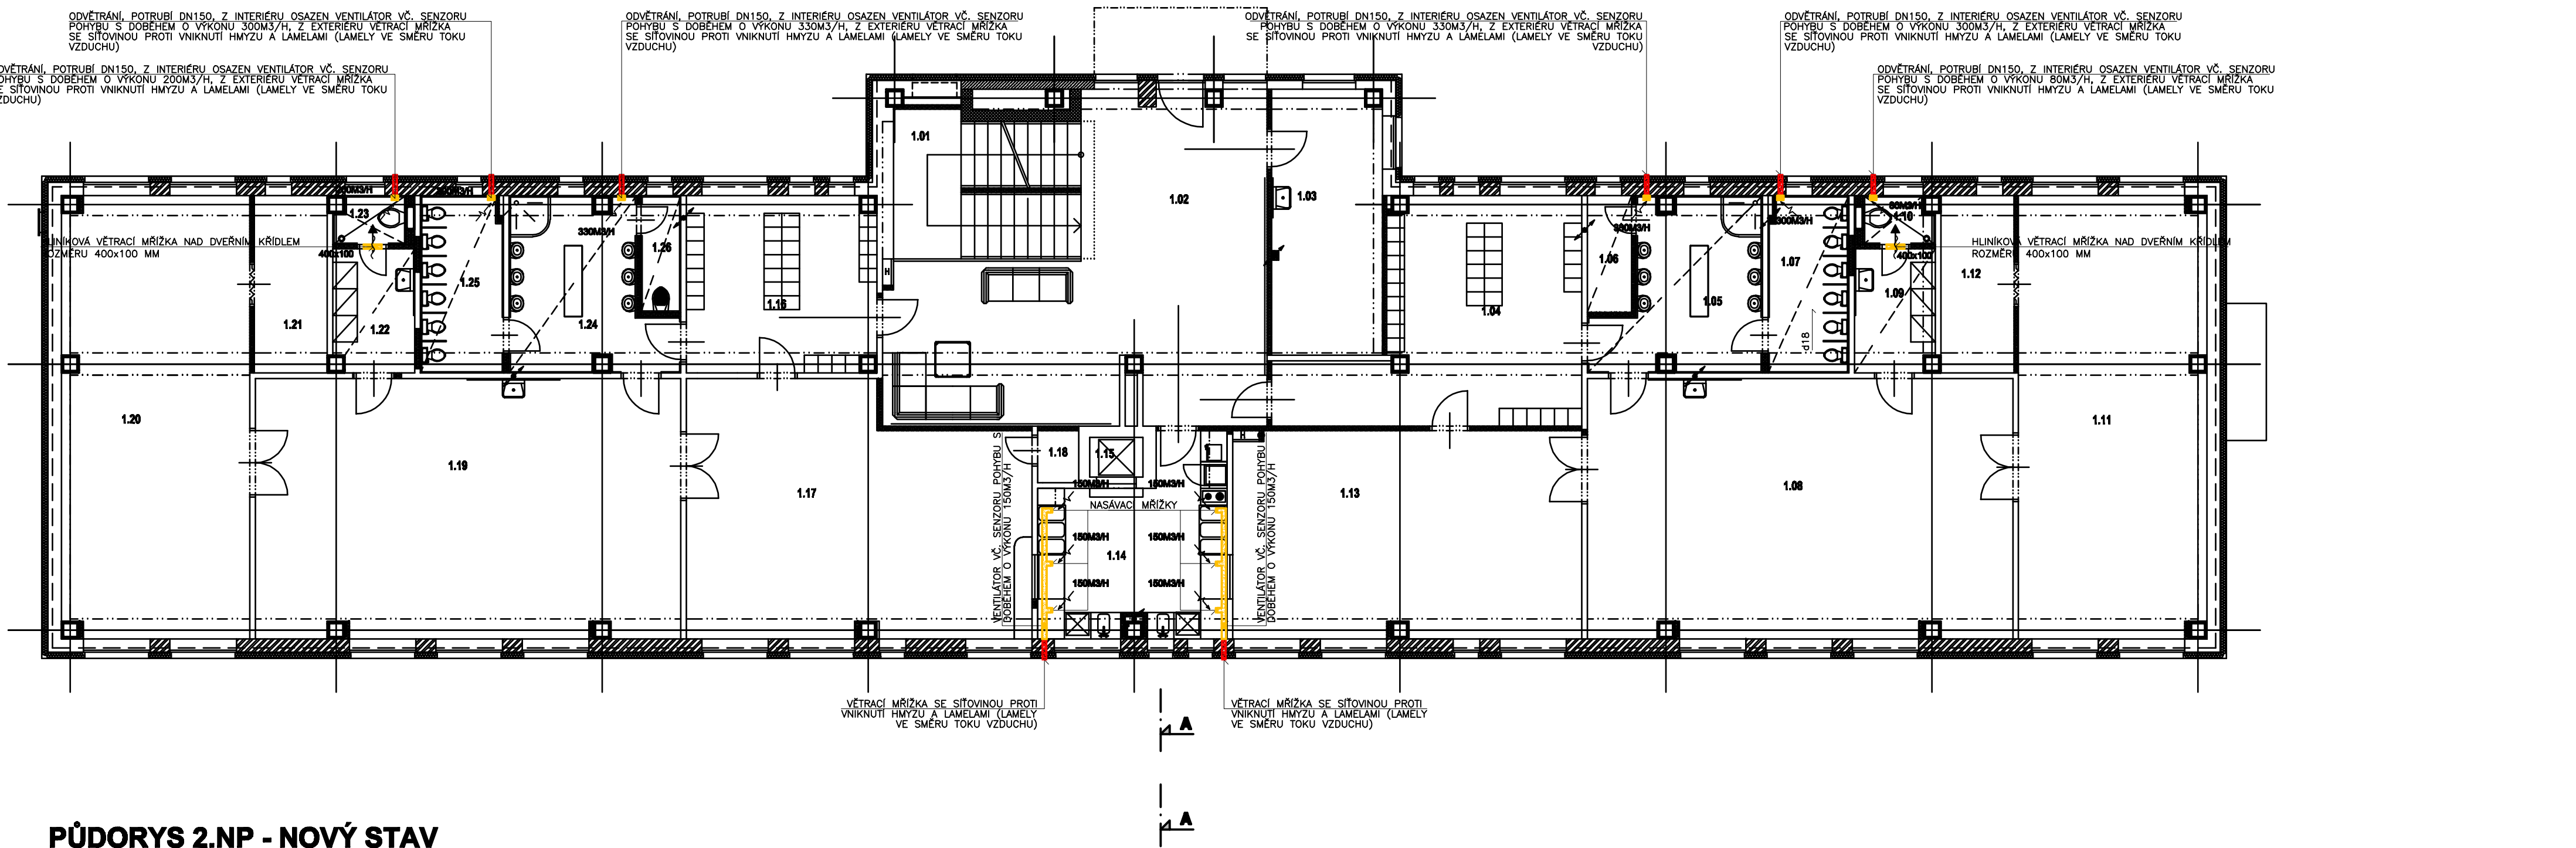 ODVĚTRÁNÍ, POTRUBÍ DN150, Z INTERIÉRU OSAZEN VENTILÁTOR VČ. SENZORU
POHYBU S DOBĚHEM O VÝKONU 300M3/H, Z EXTERIÉRU VĚTRACÍ MŘÍŽKA
SE SÍŤOVINOU PROTI VNIKNUTÍ HMYZU A LAMELAMI (LAMELY VE SMĚRU TOKU
VZDUCHU)
ODVĚTRÁNÍ, POTRUBÍ DN150, Z INTERIÉRU OSAZEN VENTILÁTOR VČ. SENZORU
POHYBU S DOBĚHEM O VÝKONU 330M3/H, Z EXTERIÉRU VĚTRACÍ MŘÍŽKA
SE SÍŤOVINOU PROTI VNIKNUTÍ HMYZU A LAMELAMI (LAMELY VE SMĚRU TOKU
VZDUCHU)
ODVĚTRÁNÍ, POTRUBÍ DN150, Z INTERIÉRU OSAZEN VENTILÁTOR VČ. SENZORU
POHYBU S DOBĚHEM O VÝKONU 330M3/H, Z EXTERIÉRU VĚTRACÍ MŘÍŽKA
SE SÍŤOVINOU PROTI VNIKNUTÍ HMYZU A LAMELAMI (LAMELY VE SMĚRU TOKU
VZDUCHU)
ODVĚTRÁNÍ, POTRUBÍ DN150, Z INTERIÉRU OSAZEN VENTILÁTOR VČ. SENZORU
POHYBU S DOBĚHEM O VÝKONU 300M3/H, Z EXTERIÉRU VĚTRACÍ MŘÍŽKA
SE SÍŤOVINOU PROTI VNIKNUTÍ HMYZU A LAMELAMI (LAMELY VE SMĚRU TOKU
VZDUCHU)
DVĚTRÁNÍ, POTRUBÍ DN150, Z INTERIÉRU OSAZEN VENTILÁTOR VČ. SENZORU
OHYBU S DOBĚHEM O VÝKONU 200M3/H, Z EXTERIÉRU VĚTRACÍ MŘÍŽKA
E SÍŤOVINOU PROTI VNIKNUTÍ HMYZU A LAMELAMI (LAMELY VE SMĚRU TOKU
ZDUCHU)
ODVĚTRÁNÍ, POTRUBÍ DN150, Z INTERIÉRU OSAZEN VENTILÁTOR VČ. SENZORU
POHYBU S DOBĚHEM O VÝKONU 80M3/H, Z EXTERIÉRU VĚTRACÍ MŘÍŽKA
SE SÍŤOVINOU PROTI VNIKNUTÍ HMYZU A LAMELAMI (LAMELY VE SMĚRU TOKU
VZDUCHU)
1.01
1.02
1.03
1.23
330M3/H
1.26
1.06
300M3/H
80M3/H
1.10
HLINÍKOVÁ VĚTRACÍ MŘÍŽKA NAD DVEŘNÍM KŘÍDLEM
ROZMĚRU 400x100 MM
400x100
HLINÍKOVÁ VĚTRACÍ MŘÍŽKA NAD DVEŘNÍM KŘÍDLEM
ROZMĚRU 400x100 MM
400x100
1.25
1.07
1.12
1.09
1.16
1.04
1.05
1.21
1.22
1.24
H
d18
1.20
1.11
1.18
1.15
H
1.19
1.17
1.13
1.08
150M3/H
150M3/H
NASÁVACÍ MŘÍŽKY
150M3/H
150M3/H
1.14
150M3/H
150M3/H
VENTILÁTOR VČ. SENZORU POHYBU S
DOBĚHEM O VÝKONU 150M3/H
VENTILÁTOR VČ. SENZORU POHYBU S
DOBĚHEM O VÝKONU 150M3/H
VĚTRACÍ MŘÍŽKA SE SÍŤOVINOU PROTI
VNIKNUTÍ HMYZU A LAMELAMI (LAMELY
VE SMĚRU TOKU VZDUCHU)
VĚTRACÍ MŘÍŽKA SE SÍŤOVINOU PROTI
VNIKNUTÍ HMYZU A LAMELAMI (LAMELY
VE SMĚRU TOKU VZDUCHU)
A
A
PŮDORYS 2.NP - NOVÝ STAV